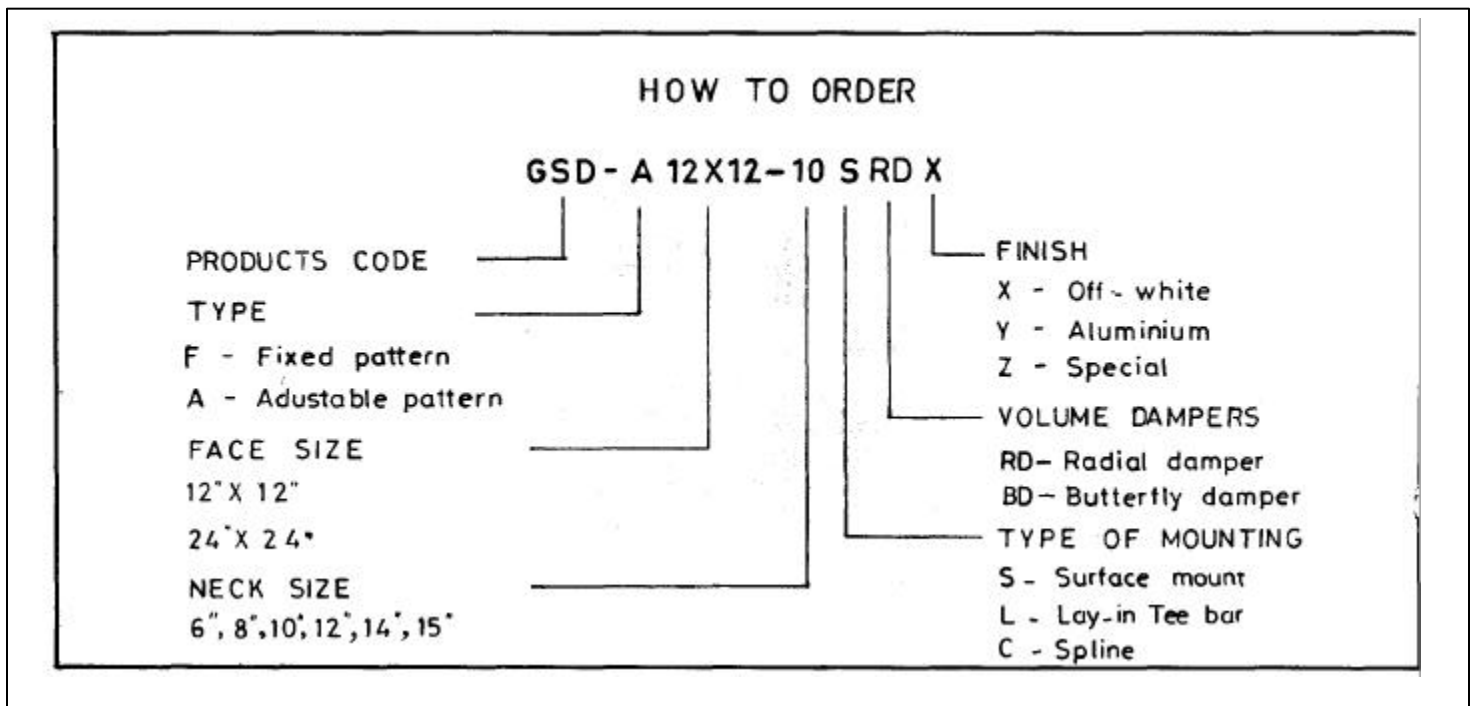 HOW TO ORDER
GSD - A 12X12-10 S RD X
PRODUCTS CODE
TYPE
F - Fixed pattern
A - Adustable pattern
FACE SIZE
12" X 12"
24" X 24"
NECK SIZE
6", 8", 10", 12", 14", 15"
FINISH
X - Off - white
Y - Aluminium
Z - Special
VOLUME DAMPERS
RD - Radial damper
BD - Butterfly damper
TYPE OF MOUNTING
S - Surface mount
L - Lay-in Tee bar
C - Spline